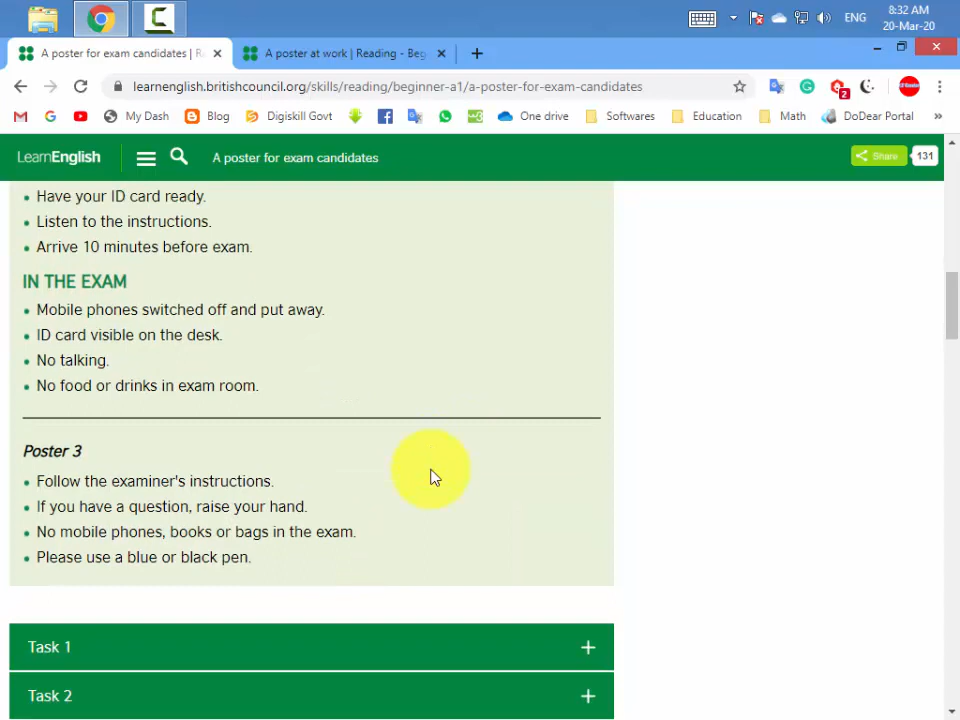 8:32 AM
ENG
20-Mar-20
A poster for exam candidates | R
A poster at work | Reading - Beg
learnenglish.britishcouncil.org/skills/reading/beginner-a1/a-poster-for-exam-candidates
2
My Dash
Blog
Digiskill Govt
One drive
Softwares
Education
Math
DoDear Portal
»
LearnEnglish
A poster for exam candidates
Share
131
• Have your ID card ready.
• Listen to the instructions.
• Arrive 10 minutes before exam.
IN THE EXAM
• Mobile phones switched off and put away.
• ID card visible on the desk.
• No talking.
• No food or drinks in exam room.
Poster 3
• Follow the examiner's instructions.
• If you have a question, raise your hand.
• No mobile phones, books or bags in the exam.
• Please use a blue or black pen.
Task 1 +
Task 2 +